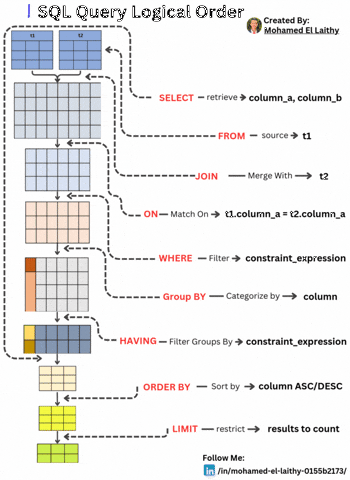 SQL Query Logical Order
Created By:
Mohamed El Laithy
t1 t2
SELECT retrieve column_a, column_b
FROM source t1
JOIN Merge With t2
ON Match On t1.column_a = t2.column_a
WHERE Filter constraint_expression
Group BY Categorize by column
HAVING Filter Groups By constraint_expression
ORDER BY Sort by column ASC/DESC
LIMIT restrict results to count
Follow Me:
in /in/mohamed-el-laithy-0155b2173/